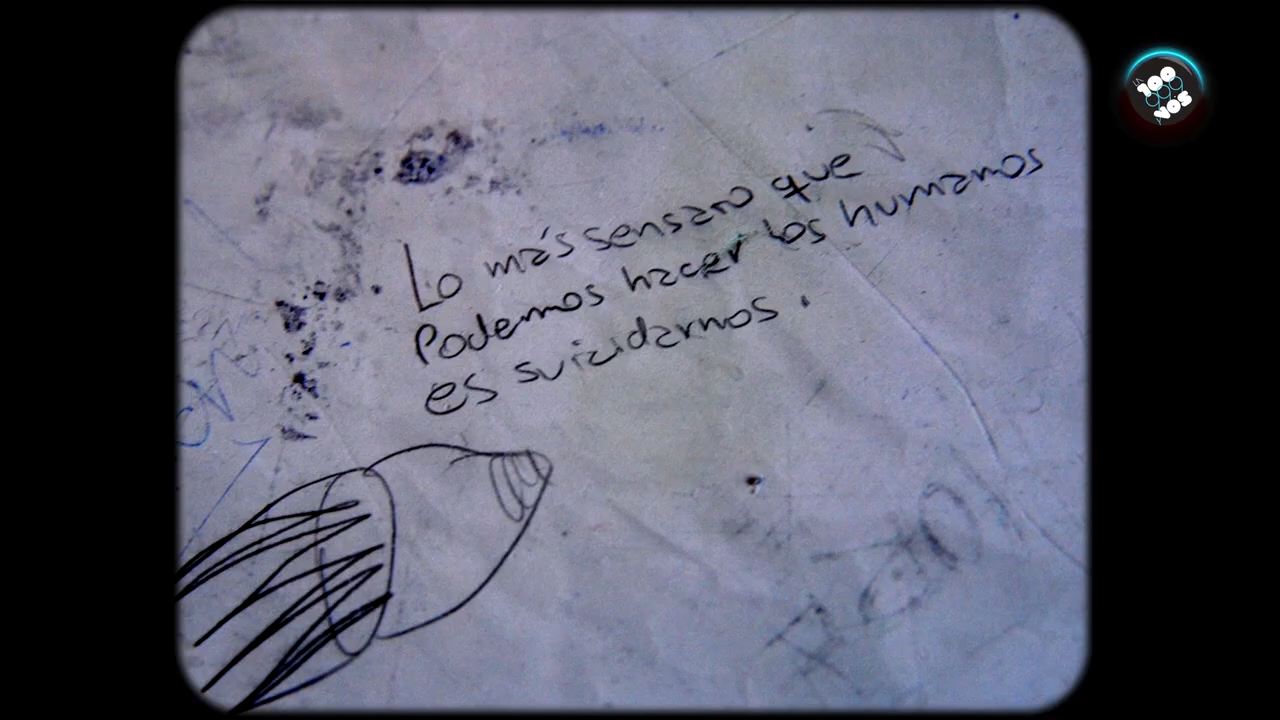 Lo más sensato que
Podemos hacer los humanos
es suicidarnos.